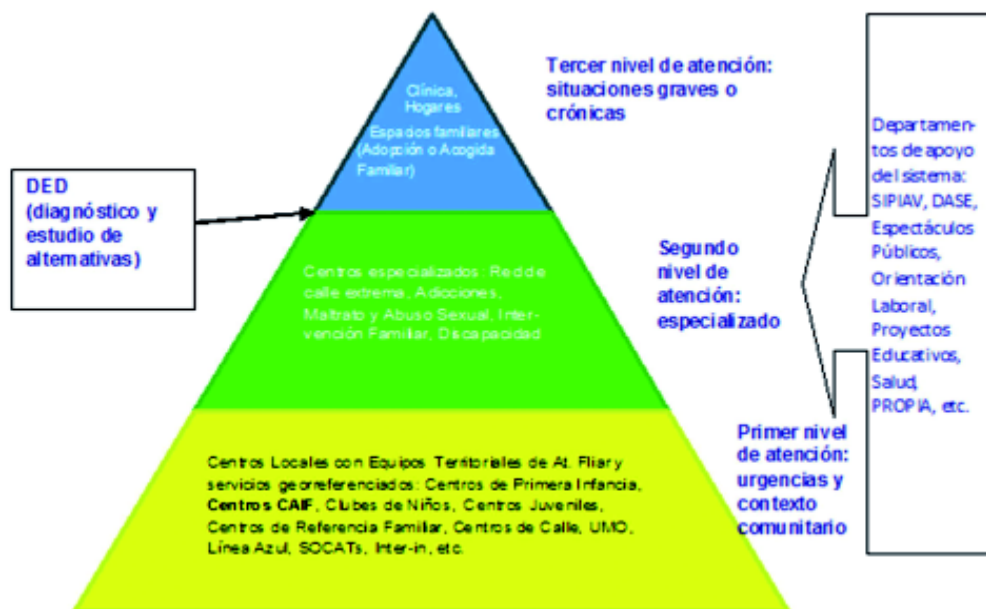 Clínica,
Hogares
Espacios familiares
(Adopción o Acogida
Familiar)
Tercer nivel de atención:
situaciones graves o
crónicas
DED
(diagnóstico y
estudio de
alternativas)
Centros especializados: Red de
calle extrema, Adicciones,
Maltrato y Abuso Sexual, Inter-
vención Familiar, Discapacidad
Segundo
nivel de
atención:
especializado
Centros Locales con Equipos Territoriales de At. Fliar y
servicios georreferenciados: Centros de Primera Infancia,
Centros CAIF, Clubes de Niños, Centros Juveniles,
Centros de Referencia Familiar, Centros de Calle, UMO,
Línea Azul, SOCATs, Inter-in, etc.
Primer nivel
de atención:
urgencias y
contexto
comunitario
Departamen-
tos de apoyo
del sistema:
SIPIAV, DASE,
Espectáculos
Públicos,
Orientación
Laboral,
Proyectos
Educativos,
Salud,
PROPIA, etc.